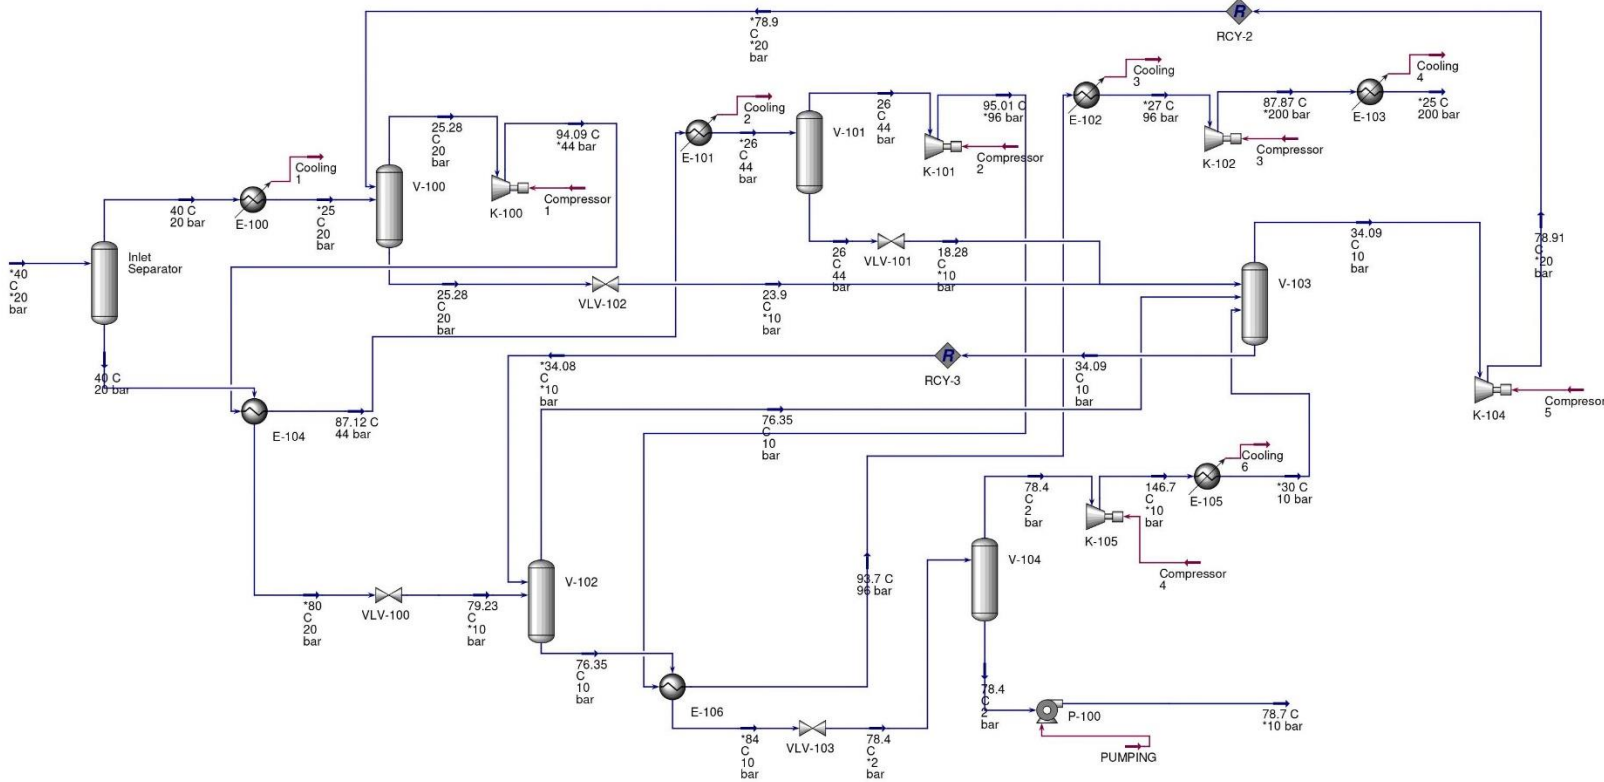 *78.9
C
*20
bar
R
RCY-2
Cooling
3
E-102
*27 C
96 bar
87.87 C
*200 bar
K-102
Compressor
3
Cooling
4
E-103
*25 C
200 bar
Cooling
2
E-101
*26
C
44
bar
V-101
26
C
44
bar
K-101
95.01 C
*96 bar
Compressor
2
25.28
C
20
bar
94.09 C
*44 bar
V-100
K-100
Compressor
1
Cooling
1
40 C
20 bar
E-100
*25
C
20
bar
Inlet
Separator
*40
C
*20
bar
26
C
44
bar
VLV-101
18.28
C
*10
bar
25.28
C
20
bar
VLV-102
23.9
C
*10
bar
V-103
34.09
C
10
bar
78.91
C
*20
bar
40 C
20 bar
R
RCY-3
*34.08
C
*10
bar
34.09
C
10
bar
K-104
Compresor
5
E-104
87.12 C
44 bar
76.35
C
10
bar
78.4
C
2
bar
146.7
C
*10
bar
Cooling
6
E-105
*30 C
10 bar
K-105
Compressor
4
V-104
93.7 C
96 bar
*80
C
20
bar
VLV-100
79.23
C
*10
bar
V-102
76.35
C
10
bar
E-106
*84
C
10
bar
VLV-103
78.4
C
*2
bar
78.4
C
2
bar
P-100
78.7 C
*10 bar
PUMPING